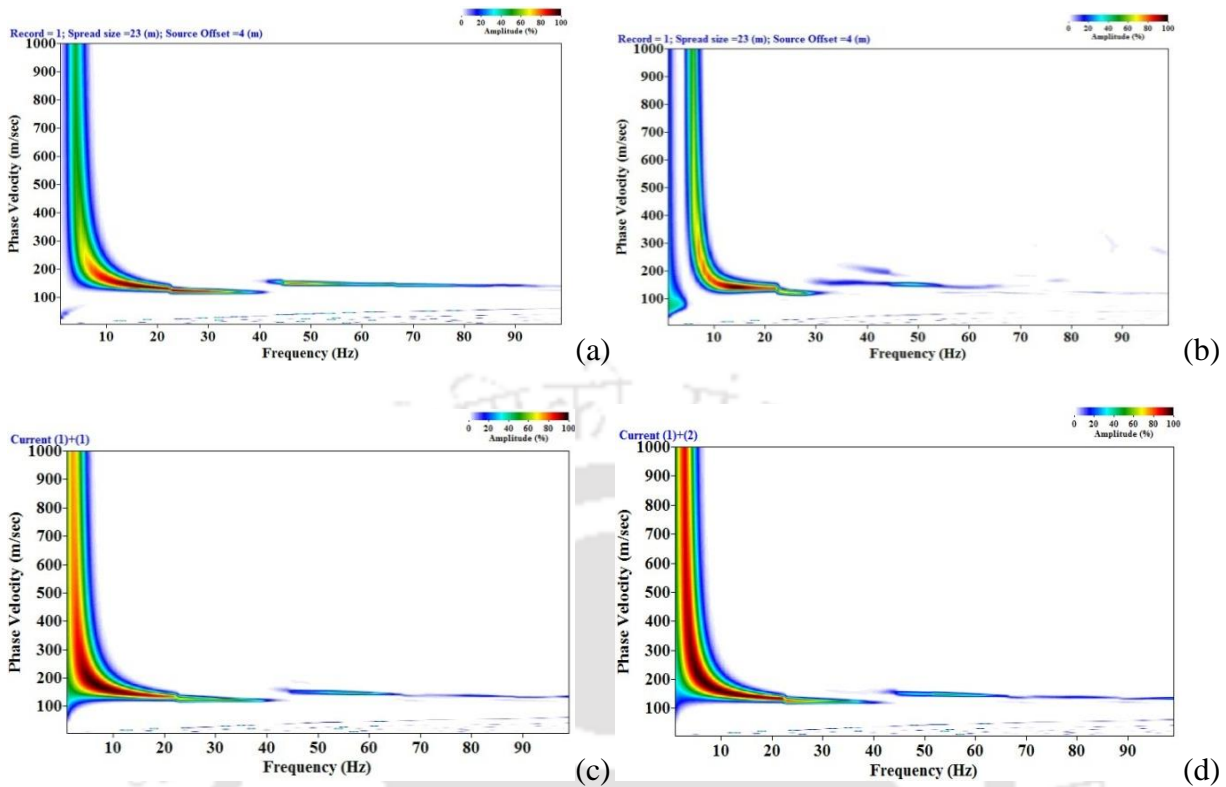 0 20 40 60 80 100
Amplitude (%)
Record = 1; Spread size =23 (m); Source Offset =4 (m)
1000
900
800
700
600
500
400
300
200
100
Phase Velocity (m/sec)
10 20 30 40 50 60 70 80 90
Frequency (Hz)
(a)
0 20 40 60 80 100
Amplitude (%)
Record = 1; Spread size =23 (m); Source Offset =4 (m)
1000
900
800
700
600
500
400
300
200
100
Phase Velocity (m/sec)
10 20 30 40 50 60 70 80 90
Frequency (Hz)
(b)
0 20 40 60 80 100
Amplitude (%)
Current (1)+(1)
1000
900
800
700
600
500
400
300
200
100
Phase Velocity (m/sec)
10 20 30 40 50 60 70 80 90
Frequency (Hz)
(c)
0 20 40 60 80 100
Amplitude (%)
Current (1)+(2)
1000
900
800
700
600
500
400
300
200
100
Phase Velocity (m/sec)
10 20 30 40 50 60 70 80 90
Frequency (Hz)
(d)